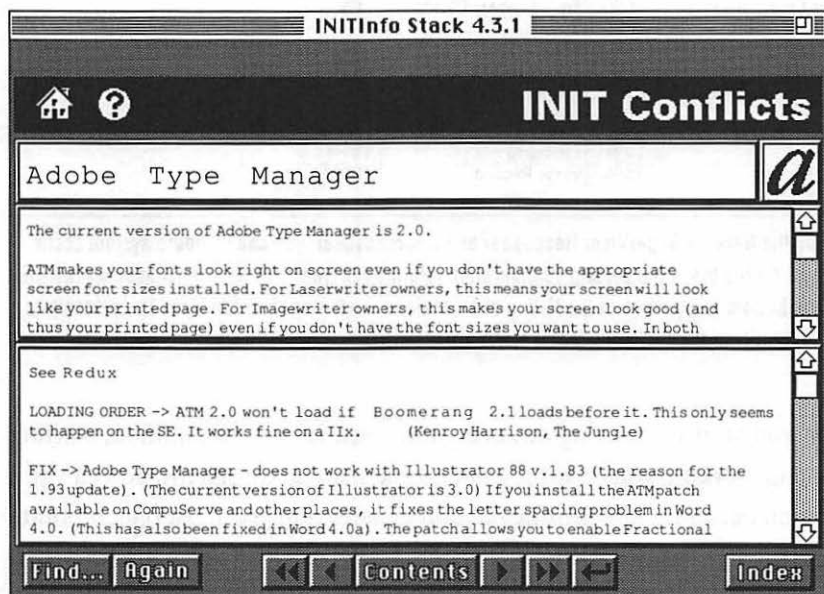 INITInfo Stack 4.3.1
INIT Conflicts
Adobe Type Manager
a
The current version of Adobe Type Manager is 2.0.
ATM makes your fonts look right on screen even if you don't have the appropriate
screen font sizes installed. For Laserwriter owners, this means your screen will look
like your printed page. For Imagewriter owners, this makes your screen look good (and
thus your printed page) even if you don't have the font sizes you want to use. In both
See Redux
LOADING ORDER -> ATM 2.0 won't load if Boomerang 2.1 loads before it. This only seems
to happen on the SE. It works fine on a IIx. (Kenroy Harrison, The Jungle)
FIX -> Adobe Type Manager - does not work with Illustrator 88 v.1.83 (the reason for the
1.93 update). (The current version of Illustrator is 3.0) If you install the ATM patch
available on CompuServe and other places, it fixes the letter spacing problem in Word
4.0. (This has also been fixed in Word 4.0a). The patch allows you to enable Fractional
Find... Again Contents Index